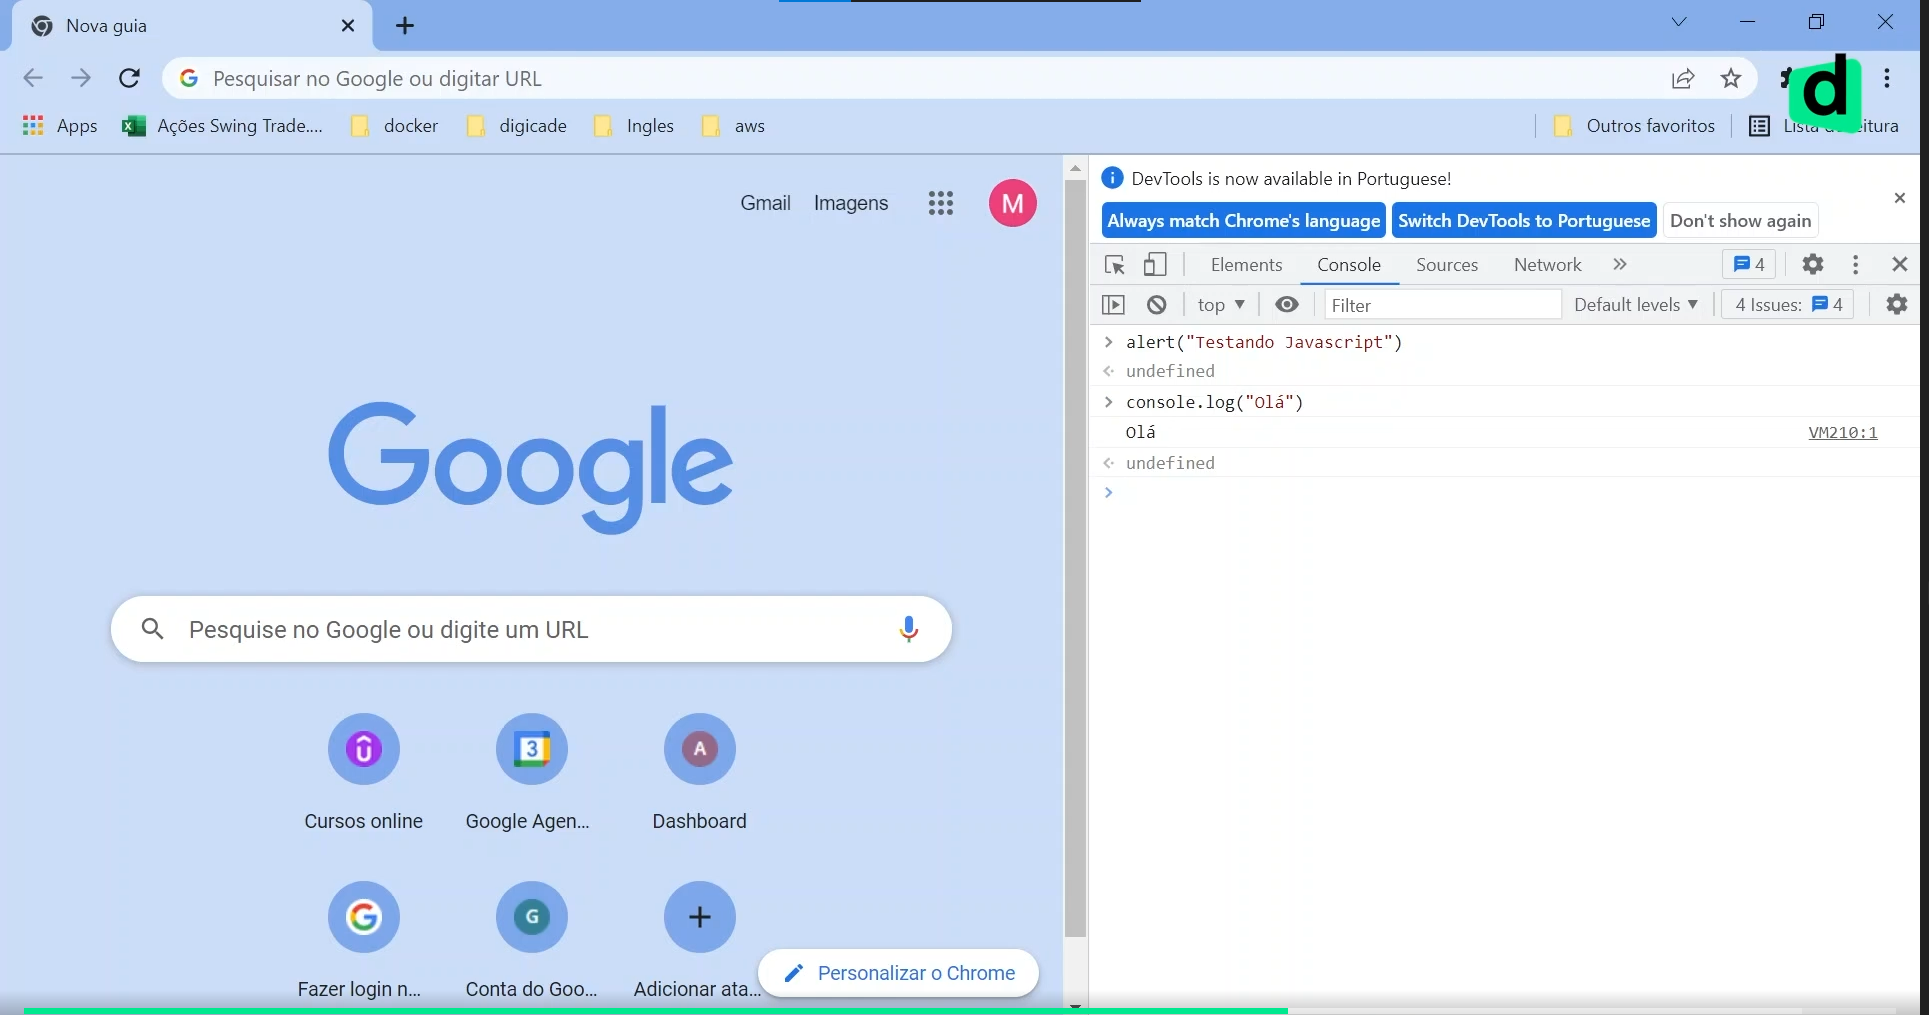 Nova guia
Pesquisar no Google ou digitar URL
Apps
Ações Swing Trade....
docker
digicade
Ingles
aws
Outros favoritos
Gmail
Imagens
M
Google
Pesquise no Google ou digite um URL
3
A
Cursos online
Google Agen...
Dashboard
G
Fazer login n...
Conta do Goo...
Adicionar ata...
Personalizar o Chrome
d
DevTools is now available in Portuguese!
Always match Chrome's language
Switch DevTools to Portuguese
Don't show again
Elements
Console
Sources
Network
4
top
Filter
Default levels
4 Issues:
4
alert("Testando Javascript")
undefined
console.log("Olá")
Olá
VM210:1
undefined